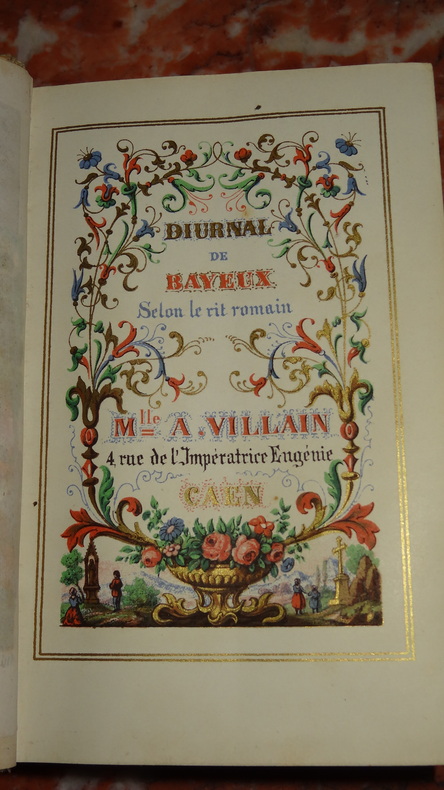 DIURNAL
DE
BAYEUX
Selon le rit romain
Mlle A. VILLAIN
4, rue de l'Impératrice Eugénie
CAEN